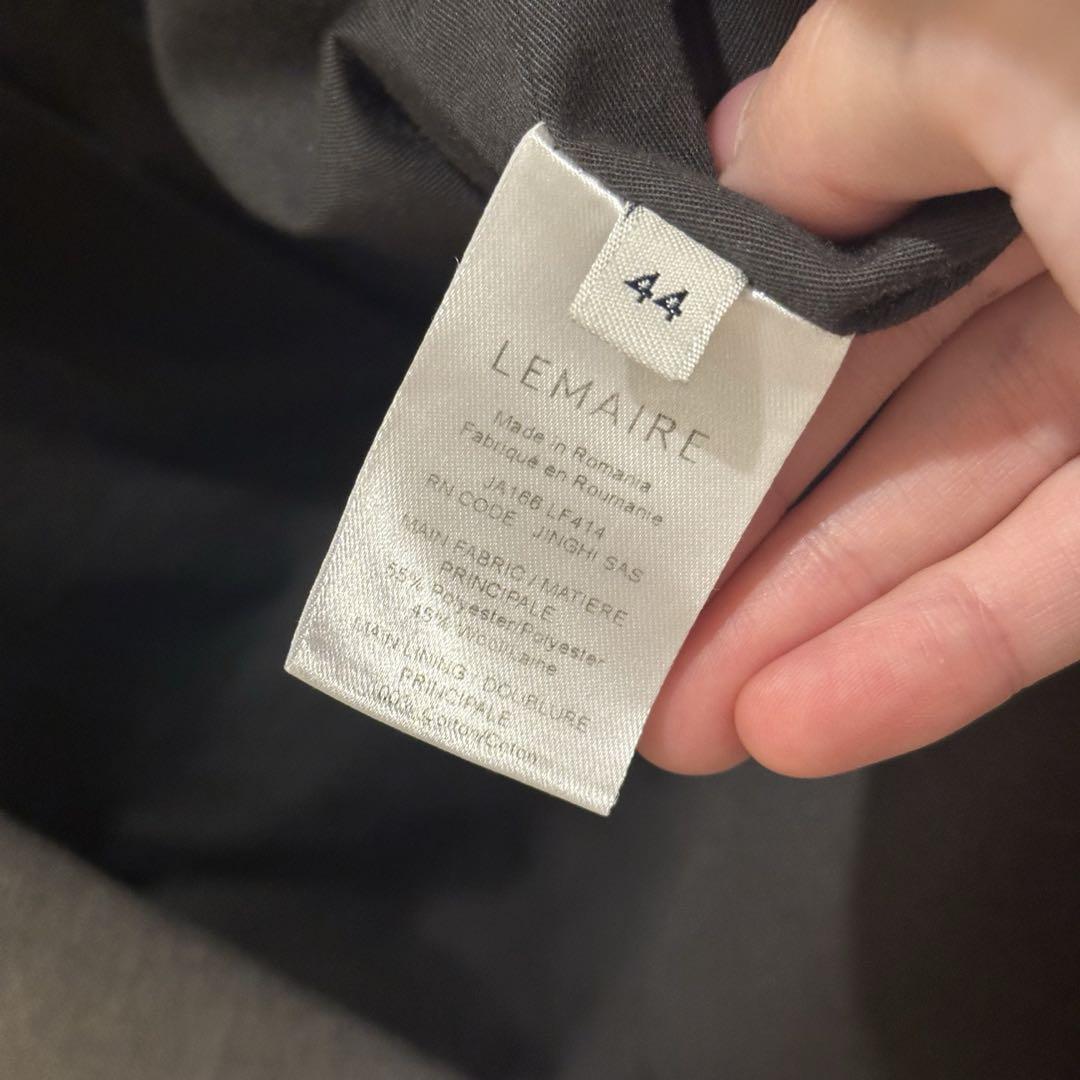 44
LEMAIRE
Made in Romania
Fabriqué en Roumanie
JA166 LF414
RN CODE JINGHI SAS
MAIN FABRIC / MATIERE
PRINCIPALE
55% Polyester/Polyester
45% Wool/Laine
MAIN LINING / DOUPLURE
PRINCIPALE
100% Cotton/Coton